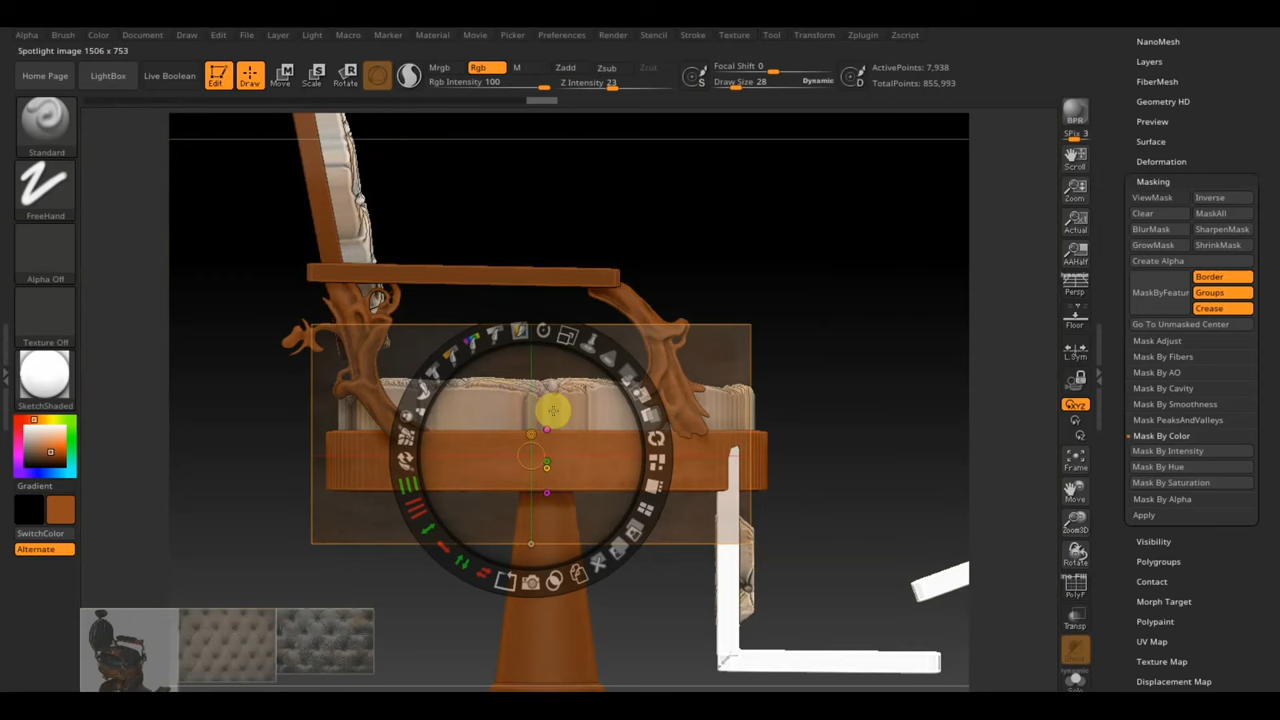 Alpha Brush Color Document Draw Edit File Layer Light Macro Marker Material Movie Picker Preferences Render Stencil Stroke Texture Tool Transform Zplugin Zscript
Spotlight image 1506 x 753
Home Page LightBox Live Boolean Edit Draw Move Scale Rotate
Mrgb Rgb M Zadd Zsub Zcut
Rgb Intensity 100 Z Intensity 23
Focal Shift 0
Draw Size 28 Dynamic
S D
ActivePoints: 7,938
TotalPoints: 855,993
Standard
FreeHand
Alpha Off
Texture Off
SketchShaded
Gradient
SwitchColor
Alternate
BPR
SPix 3
Scroll
Zoom
Actual
AAHalf
Dynamic
Persp
Floor
L.Sym
XYZ
Y
Z
Frame
Move
Zoom3D
Rotate
PolyF
Transp
Dynamic
Solo
NanoMesh
Layers
FiberMesh
Geometry HD
Preview
Surface
Deformation
Masking
ViewMask Inverse
Clear MaskAll
BlurMask SharpenMask
GrowMask ShrinkMask
Create Alpha
MaskByFeatur Border
Groups
Crease
Go To Unmasked Center
Mask Adjust
Mask By Fibers
Mask By AO
Mask By Cavity
Mask By Smoothness
Mask PeaksAndValleys
Mask By Color
Mask By Intensity
Mask By Hue
Mask By Saturation
Mask By Alpha
Apply
Visibility
Polygroups
Contact
Morph Target
Polypaint
UV Map
Texture Map
Displacement Map